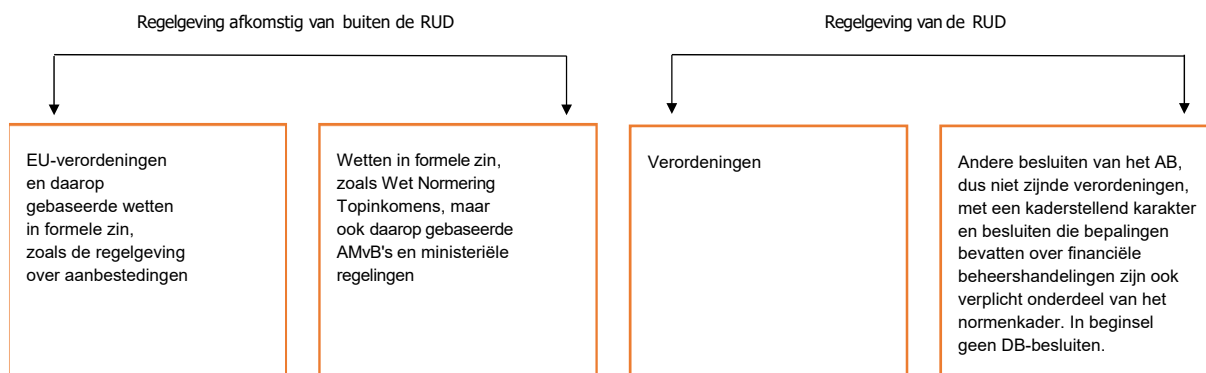 Regelgeving afkomstig van buiten de RUD
Regelgeving van de RUD
EU-verordeningen
en daarop
gebaseerde wetten
in formele zin,
zoals de regelgeving
over aanbestedingen
Wetten in formele zin,
zoals Wet Normering
Topinkomens, maar
ook daarop gebaseerde
AMvB's en ministeriële
regelingen
Verordeningen
Andere besluiten van het AB,
dus niet zijnde verordeningen,
met een kaderstellend karakter
en besluiten die bepalingen
bevatten over financiële
beheershandelingen zijn ook
verplicht onderdeel van het
normenkader. In beginsel
geen DB-besluiten.